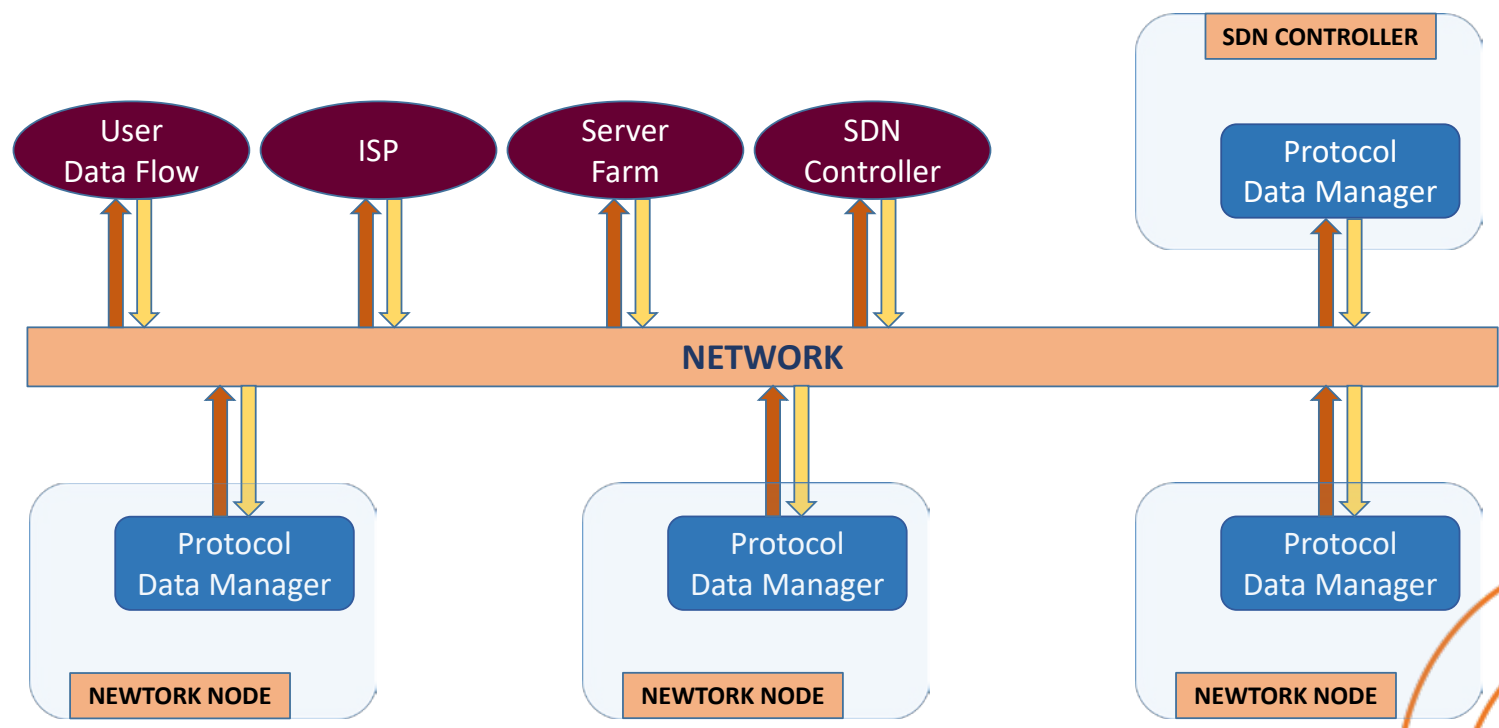 SDN CONTROLLER
User
Data Flow
ISP
Server
Farm
SDN
Controller
Protocol
Data Manager
NETWORK
Protocol
Data Manager
Protocol
Data Manager
Protocol
Data Manager
NEWTORK NODE
NEWTORK NODE
NEWTORK NODE